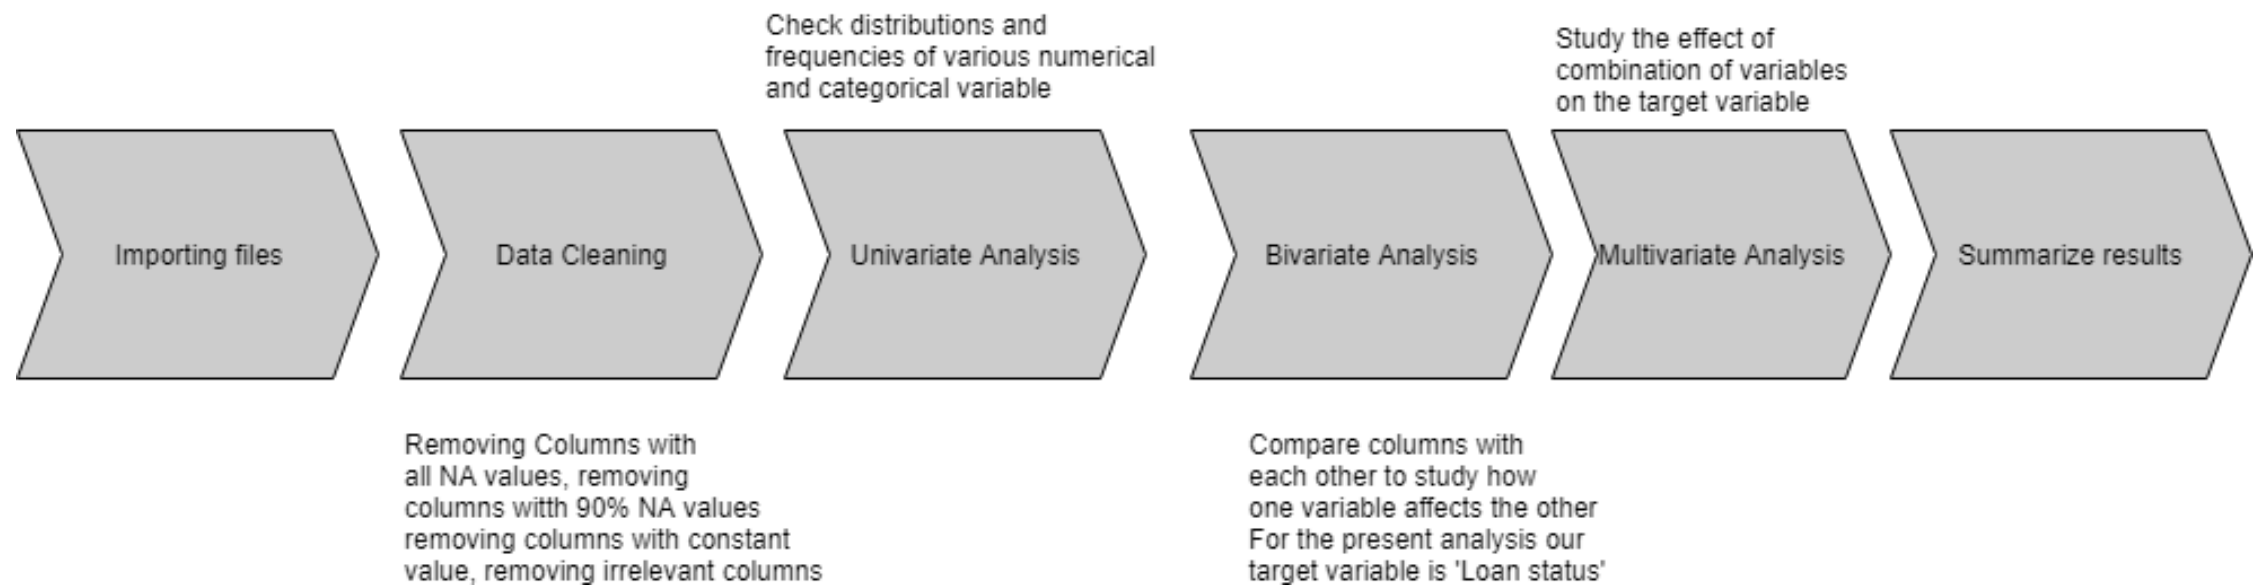 Check distributions and
frequencies of various numerical
and categorical variable
Study the effect of
combination of variables
on the target variable
Importing files
Data Cleaning
Univariate Analysis
Bivariate Analysis
Multivariate Analysis
Summarize results
Removing Columns with
all NA values, removing
columns witth 90% NA values
removing columns with constant
value, removing irrelevant columns
Compare columns with
each other to study how
one variable affects the other
For the present analysis our
target variable is 'Loan status'